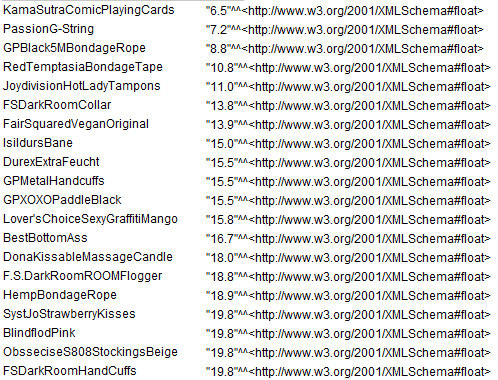 KamaSutraComicPlayingCards "6.5"^^<http://www.w3.org/2001/XMLSchema#float>
PassionG-String "7.2"^^<http://www.w3.org/2001/XMLSchema#float>
GPBlack5MBondageRope "8.8"^^<http://www.w3.org/2001/XMLSchema#float>
RedTemptasiaBondageTape "10.8"^^<http://www.w3.org/2001/XMLSchema#float>
JoydivisionHotLadyTampons "11.0"^^<http://www.w3.org/2001/XMLSchema#float>
FSDarkRoomCollar "13.8"^^<http://www.w3.org/2001/XMLSchema#float>
FairSquaredVeganOriginal "13.9"^^<http://www.w3.org/2001/XMLSchema#float>
IsildursBane "15.0"^^<http://www.w3.org/2001/XMLSchema#float>
DurexExtraFeucht "15.5"^^<http://www.w3.org/2001/XMLSchema#float>
GPMetalHandcuffs "15.5"^^<http://www.w3.org/2001/XMLSchema#float>
GPXOXOPaddleBlack "15.5"^^<http://www.w3.org/2001/XMLSchema#float>
Lover'sChoiceSexyGraffitiMango "15.8"^^<http://www.w3.org/2001/XMLSchema#float>
BestBottomAss "16.7"^^<http://www.w3.org/2001/XMLSchema#float>
DonaKissableMassageCandle "18.0"^^<http://www.w3.org/2001/XMLSchema#float>
F.S.DarkRoomROOMFlogger "18.8"^^<http://www.w3.org/2001/XMLSchema#float>
HempBondageRope "18.9"^^<http://www.w3.org/2001/XMLSchema#float>
SystJoStrawberryKisses "19.8"^^<http://www.w3.org/2001/XMLSchema#float>
BlindflodPink "19.8"^^<http://www.w3.org/2001/XMLSchema#float>
ObsseciseS808StockingsBeige "19.8"^^<http://www.w3.org/2001/XMLSchema#float>
FSDarkRoomHandCuffs "19.8"^^<http://www.w3.org/2001/XMLSchema#float>